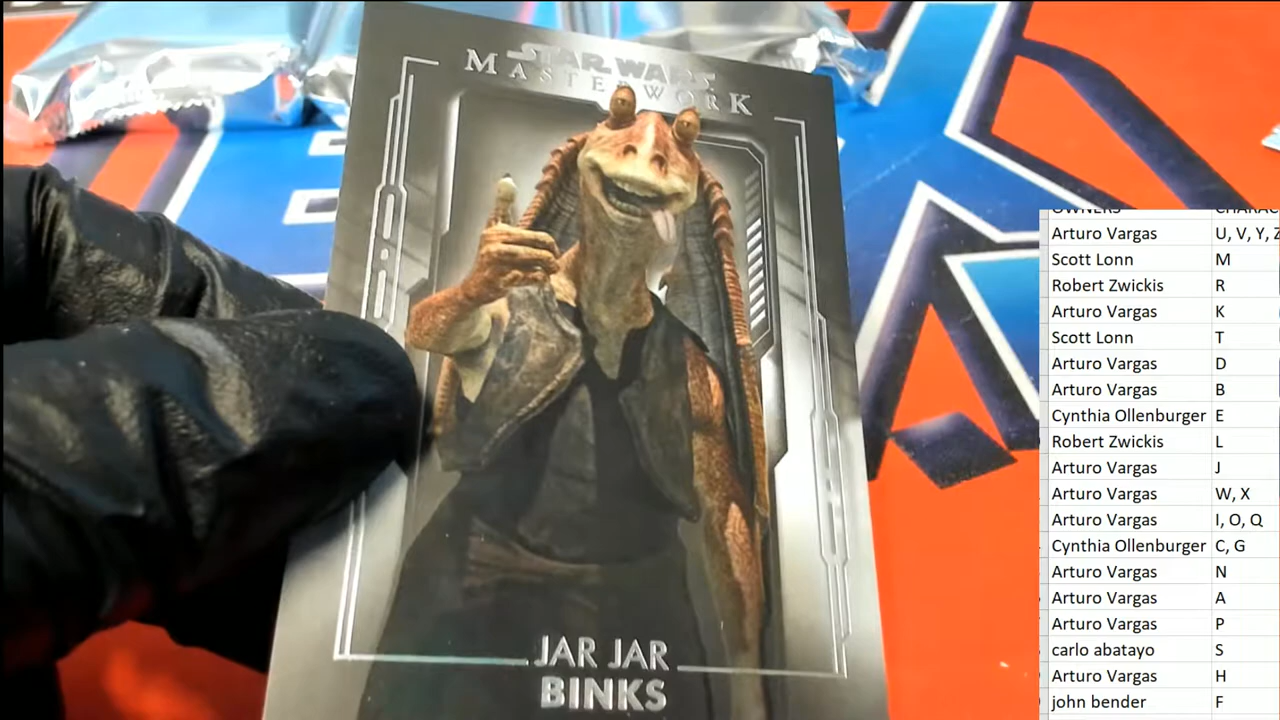 STAR WARS
MASTERWORK
JAR JAR
BINKS
OWNERS
Arturo Vargas U, V, Y, Z
Scott Lonn M
Robert Zwickis R
Arturo Vargas K
Scott Lonn T
Arturo Vargas D
Arturo Vargas B
Cynthia Ollenburger E
Robert Zwickis L
Arturo Vargas J
Arturo Vargas W, X
Arturo Vargas I, O, Q
Cynthia Ollenburger C, G
Arturo Vargas N
Arturo Vargas A
Arturo Vargas P
carlo abatayo S
Arturo Vargas H
john bender F